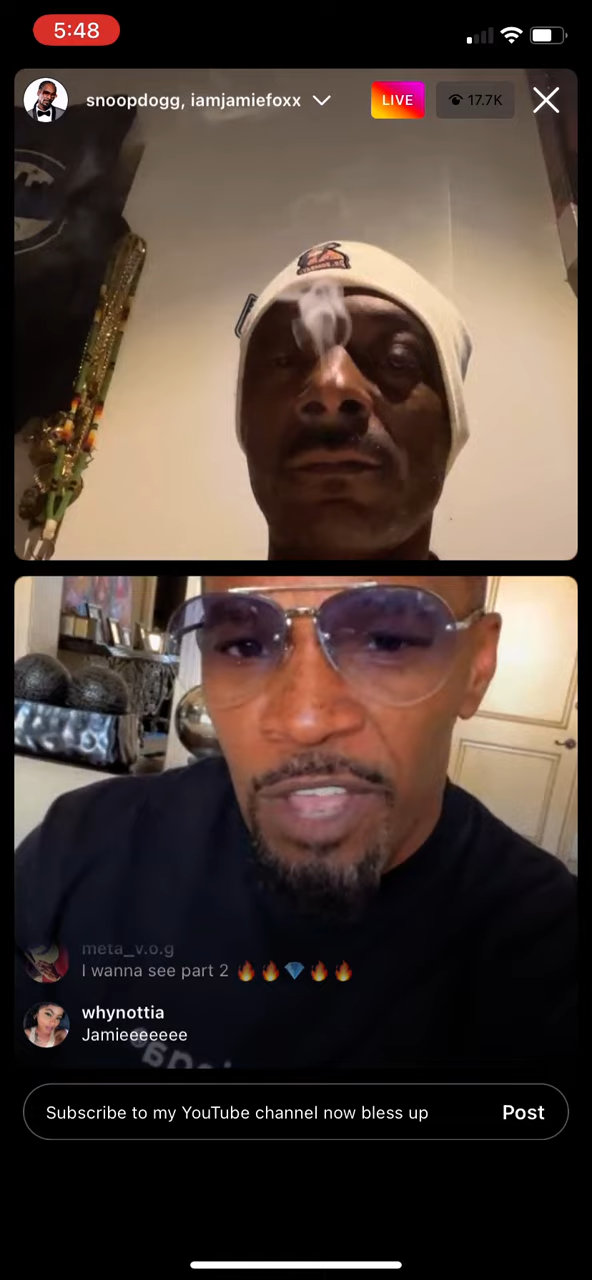 5:48
snoopdogg, iamjamiefoxx
LIVE
17.7K
meta_v.o.g
I wanna see part 2 🔥🔥💎🔥🔥
whynottia
Jamieeeeeee
Subscribe to my YouTube channel now bless up
Post